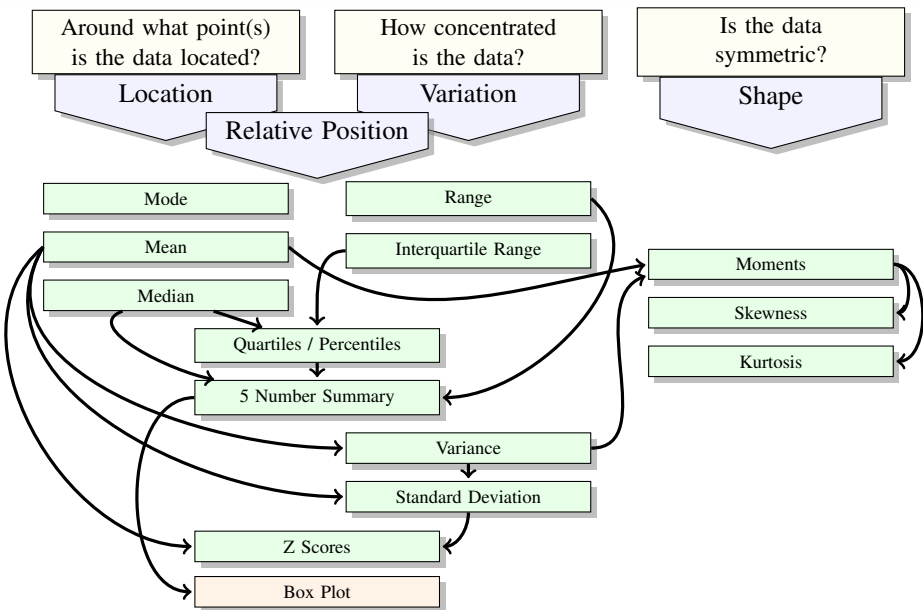 Around what point(s)
is the data located?
How concentrated
is the data?
Is the data
symmetric?
Location
Variation
Shape
Relative Position
Mode
Range
Mean
Interquartile Range
Moments
Median
Skewness
Quartiles / Percentiles
Kurtosis
5 Number Summary
Variance
Standard Deviation
Z Scores
Box Plot